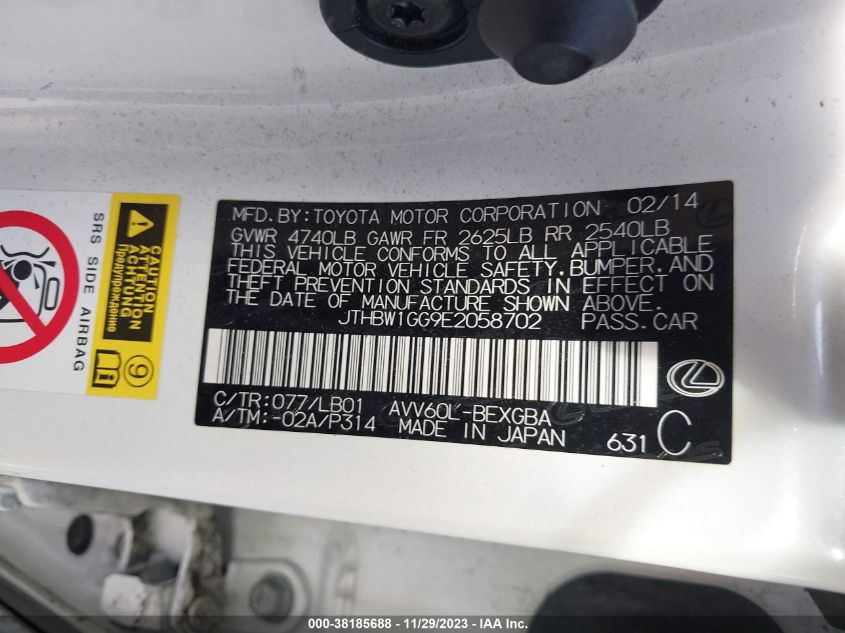 MFD.BY:TOYOTA MOTOR CORPORATION 02/14
GVWR 4740LB GAWR FR 2625LB RR 2540LB
THIS VEHICLE CONFORMS TO ALL APPLICABLE
FEDERAL MOTOR VEHICLE SAFETY,BUMPER,AND
THEFT PREVENTION STANDARDS IN EFFECT ON
THE DATE OF MANUFACTURE SHOWN ABOVE.
JTHBW1GG9E2058702 PASS.CAR
C/TR:077/LB01 AVV60L-BEXGBA
A/TM:-02A/P314 MADE IN JAPAN 631 C
CAUTION
ATTENTION
ACHTUNG
Предупреждение
9
SRS SIDE AIRBAG
000-38185688 - 11/29/2023 - IAA Inc.